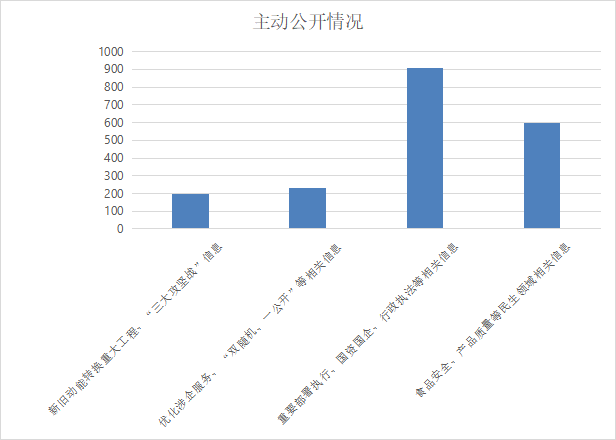 主动公开情况
1000
900
800
700
600
500
400
300
200
100
0
新旧动能转换重大工程、“三大攻坚战”信息
优化涉企服务、“双随机、一公开”等相关信息
重要部署执行、国资国企、行政执法等相关信息
食品安全、产品质量等民生领域相关信息